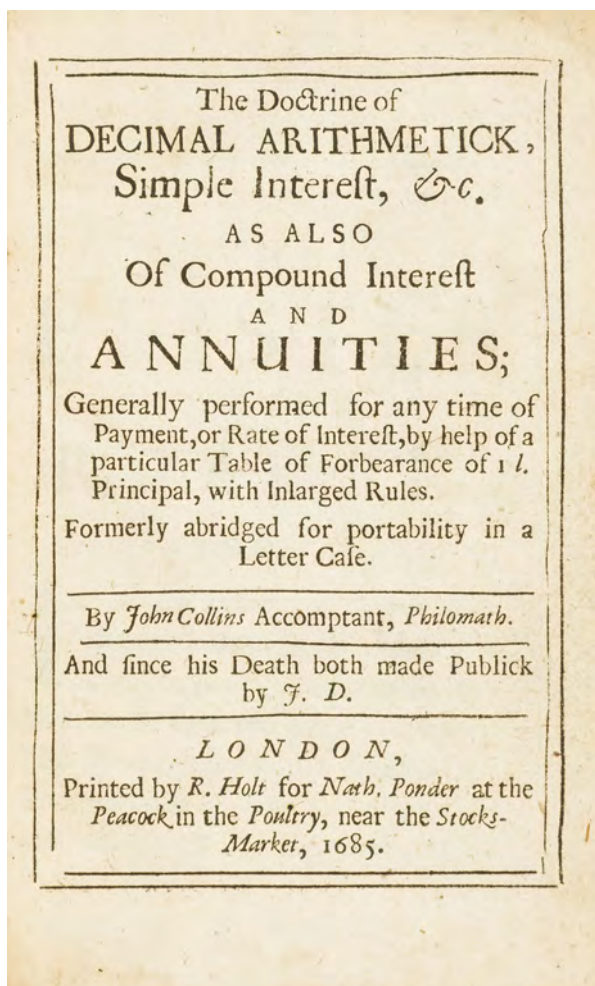 The Doctrine of
DECIMAL ARITHMETICK,
Simple Intereſt, &c.
AS ALSO
Of Compound Intereſt
AND
ANNUITIES;
Generally performed for any time of
Payment,or Rate of Intereſt,by help of a
particular Table of Forbearance of 1 l.
Principal, with Inlarged Rules.
Formerly abridged for portability in a
Letter Caſe.
By John Collins Accomptant, Philomath.
And ſince his Death both made Publick
by J. D.
LONDON,
Printed by R. Holt for Nath. Ponder at the
Peacock in the Poultry, near the Stocks-
Market, 1685.